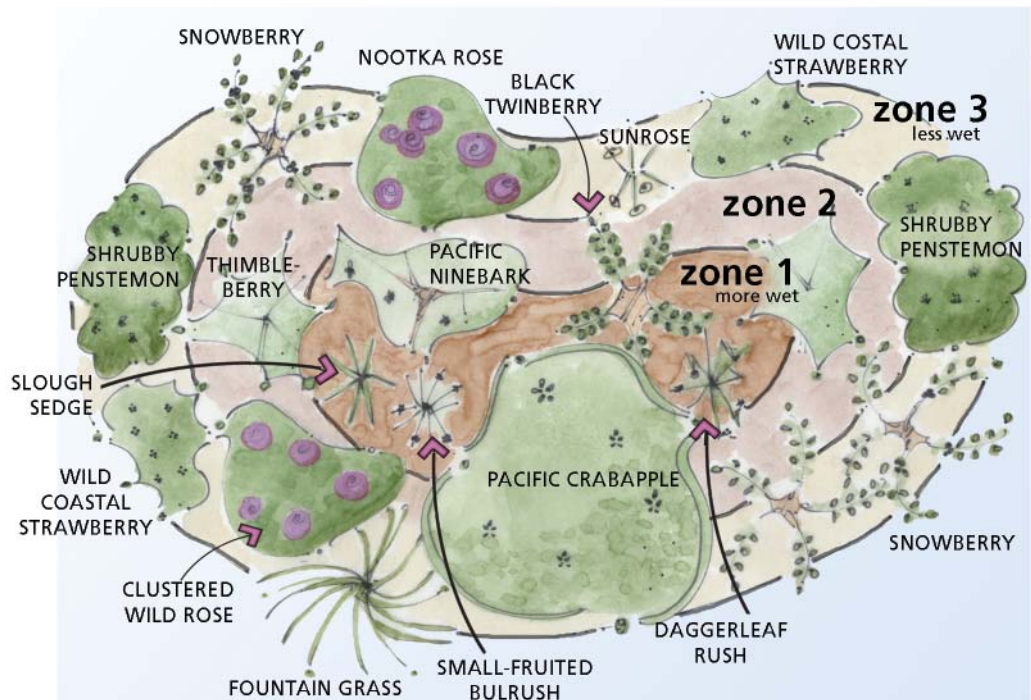 SNOWBERRY
NOOTKA ROSE
BLACK
TWINBERRY
SUNROSE
WILD COSTAL
STRAWBERRY
zone 3
less wet
zone 2
SHRUBBY
PENSTEMON
SHRUBBY
PENSTEMON
THIMBLE-
BERRY
PACIFIC
NINEBARK
zone 1
more wet
SLOUGH
SEDGE
WILD
COASTAL
STRAWBERRY
PACIFIC CRABAPPLE
SNOWBERRY
CLUSTERED
WILD ROSE
FOUNTAIN GRASS
SMALL-FRUITED
BULRUSH
DAGGERLEAF
RUSH